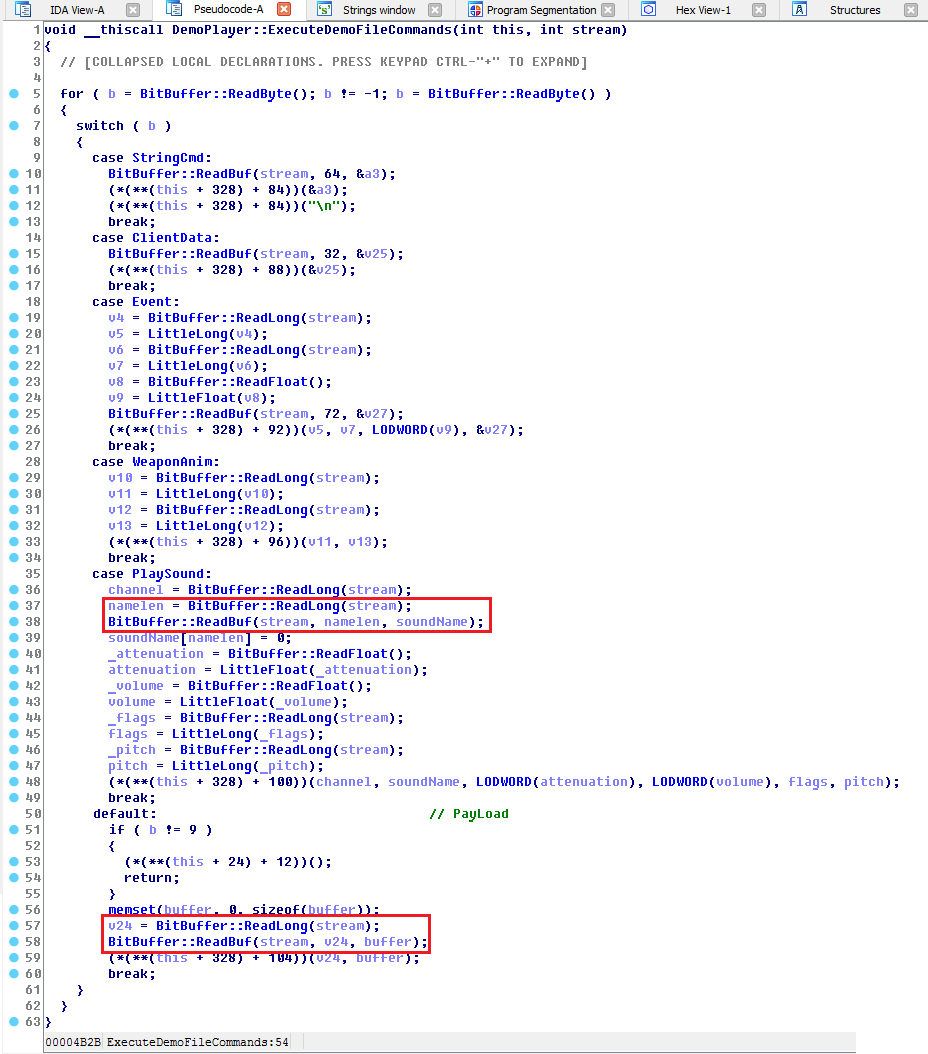 IDA View-A Pseudocode-A Strings window Program Segmentation Hex View-1 Structures
1 void __thiscall DemoPlayer::ExecuteDemoFileCommands(int this, int stream)
2 {
3 // [COLLAPSED LOCAL DECLARATIONS. PRESS KEYPAD CTRL-"+" TO EXPAND]
4
5 for ( b = BitBuffer::ReadByte(); b != -1; b = BitBuffer::ReadByte() )
6 {
7 switch ( b )
8 {
9 case StringCmd:
10 BitBuffer::ReadBuf(stream, 64, &a3);
11 (*(**(this + 328) + 84))(&a3);
12 (*(**(this + 328) + 84))("\n");
13 break;
14 case ClientData:
15 BitBuffer::ReadBuf(stream, 32, &v25);
16 (*(**(this + 328) + 88))(&v25);
17 break;
18 case Event:
19 v4 = BitBuffer::ReadLong(stream);
20 v5 = LittleLong(v4);
21 v6 = BitBuffer::ReadLong(stream);
22 v7 = LittleLong(v6);
23 v8 = BitBuffer::ReadFloat();
24 v9 = LittleFloat(v8);
25 BitBuffer::ReadBuf(stream, 72, &v27);
26 (*(**(this + 328) + 92))(v5, v7, LODWORD(v9), &v27);
27 break;
28 case WeaponAnim:
29 v10 = BitBuffer::ReadLong(stream);
30 v11 = LittleLong(v10);
31 v12 = BitBuffer::ReadLong(stream);
32 v13 = LittleLong(v12);
33 (*(**(this + 328) + 96))(v11, v13);
34 break;
35 case PlaySound:
36 channel = BitBuffer::ReadLong(stream);
37 namelen = BitBuffer::ReadLong(stream);
38 BitBuffer::ReadBuf(stream, namelen, soundName);
39 soundName[namelen] = 0;
40 _attenuation = BitBuffer::ReadFloat();
41 attenuation = LittleFloat(_attenuation);
42 _volume = BitBuffer::ReadFloat();
43 volume = LittleFloat(_volume);
44 _flags = BitBuffer::ReadLong(stream);
45 flags = LittleLong(_flags);
46 _pitch = BitBuffer::ReadLong(stream);
47 pitch = LittleLong(_pitch);
48 (*(**(this + 328) + 100))(channel, soundName, LODWORD(attenuation), LODWORD(volume), flags, pitch);
49 break;
50 default: // PayLoad
51 if ( b != 9 )
52 {
53 (*(**(this + 24) + 12))();
54 return;
55 }
56 memset(buffer, 0, sizeof(buffer));
57 v24 = BitBuffer::ReadLong(stream);
58 BitBuffer::ReadBuf(stream, v24, buffer);
59 (*(**(this + 328) + 104))(v24, buffer);
60 break;
61 }
62 }
63 }
00004B2B ExecuteDemoFileCommands:54